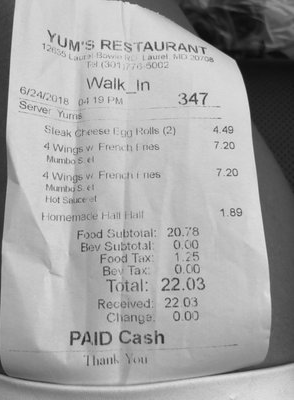 YUM'S RESTAURANT
12635 Laurel Bowie RD. Laurel, MD 20708
Tel (301)776-5002
Walk_In
6/24/2018 04:19 PM 347
Server Yums
Steak Cheese Egg Rolls (2) 4.49
4 Wings w. French Fries 7.20
Mumbo S. el
4 Wings w. French Fries 7.20
Mumbo S. el
Hot Sauce el
Homemade Half Half 1.89
Food Subtotal: 20.78
Bev Subtotal: 0.00
Food Tax: 1.25
Bev Tax: 0.00
Total: 22.03
Received: 22.03
Change: 0.00
PAID Cash
Thank You